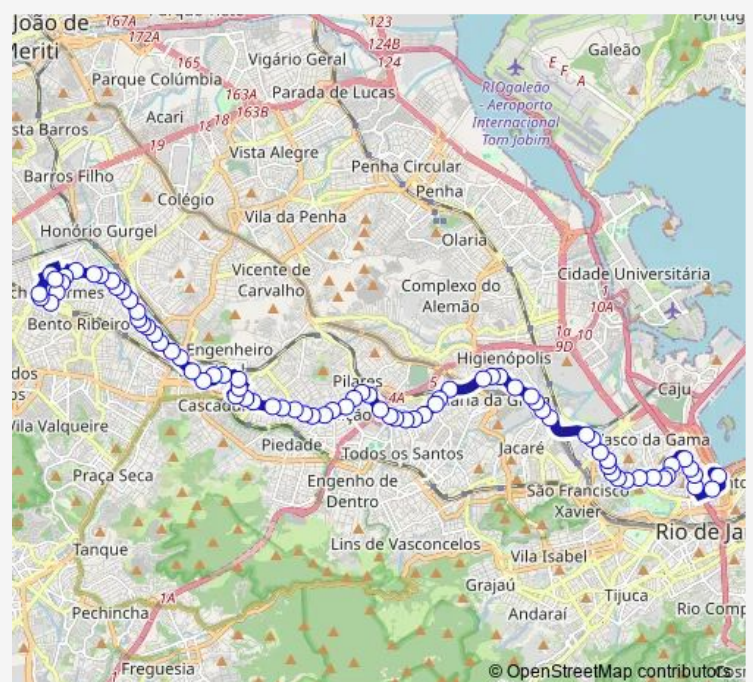 João de
Meriti
167A
172A
165
123
124B
124
Vigário Geral
Galeão
Parque Colúmbia
Parada de Lucas
163A
163B
18
19
Acari
E F A
RIOgaleão
- Aeroporto
Internacional
Tom Jobim
Vista Alegre
Penha Circular
Barros Filho
Penha
Colégio
Vila da Penha
Honório Gurgel
Olaria
Vicente de
Carvalho
Complexo do
Alemão
Cidade Universitária
10A
Bento Ribeiro
1a
10
9D
Engenheiro
Higienópolis
Pilares
4A
5
Caju
Vila Valqueire
Piedade
Todos os Santos
Jacaré
Vasco da Gama
Praça Seca
Engenho de
Dentro
São Francisco
Xavier
Rio de Ja
Tanque
Lins de Vasconcelos
Vila Isabel
Grajaú
Tijuca
1A
Pechincha
Andaraí
Rio Comp
Freguesia
© OpenStreetMap contributors